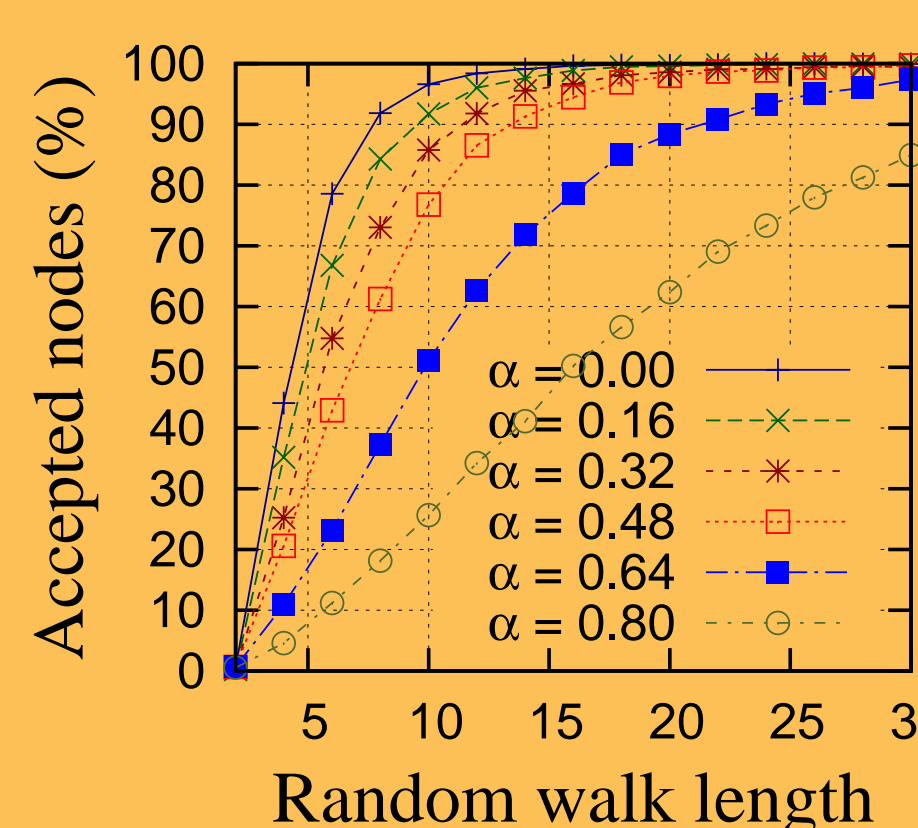 Accepted nodes (%)
100
90
80
70
60
50
40
30
20
10
0
α = 0.00
α = 0.16
α = 0.32
α = 0.48
α = 0.64
α = 0.80
5 10 15 20 25 3
Random walk length